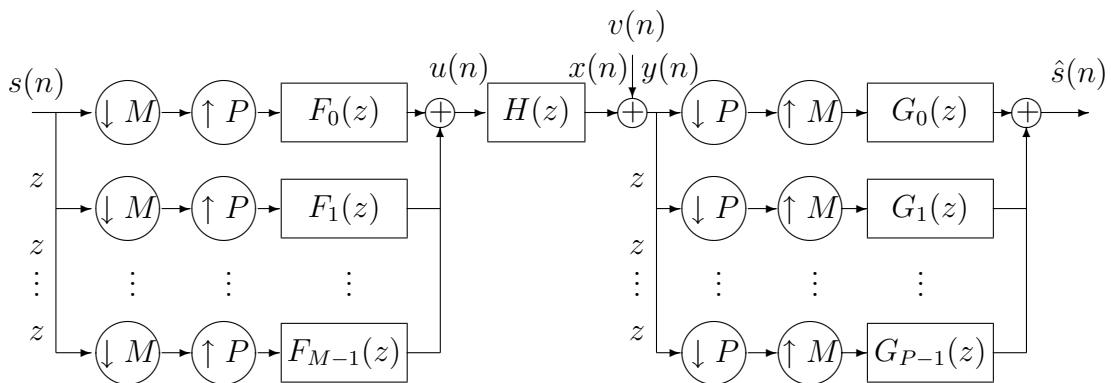 v(n)
s(n) ↓ M ↑ P F₀(z) u(n) H(z) x(n) y(n) ↓ P ↑ M G₀(z) ŝ(n)
z z
↓ M ↑ P F₁(z) ↓ P ↑ M G₁(z)
z z
⋮ ⋮ ⋮ ⋮ ⋮ ⋮ ⋮ ⋮
z z
↓ M ↑ P F_{M−1}(z) ↓ P ↑ M G_{P−1}(z)